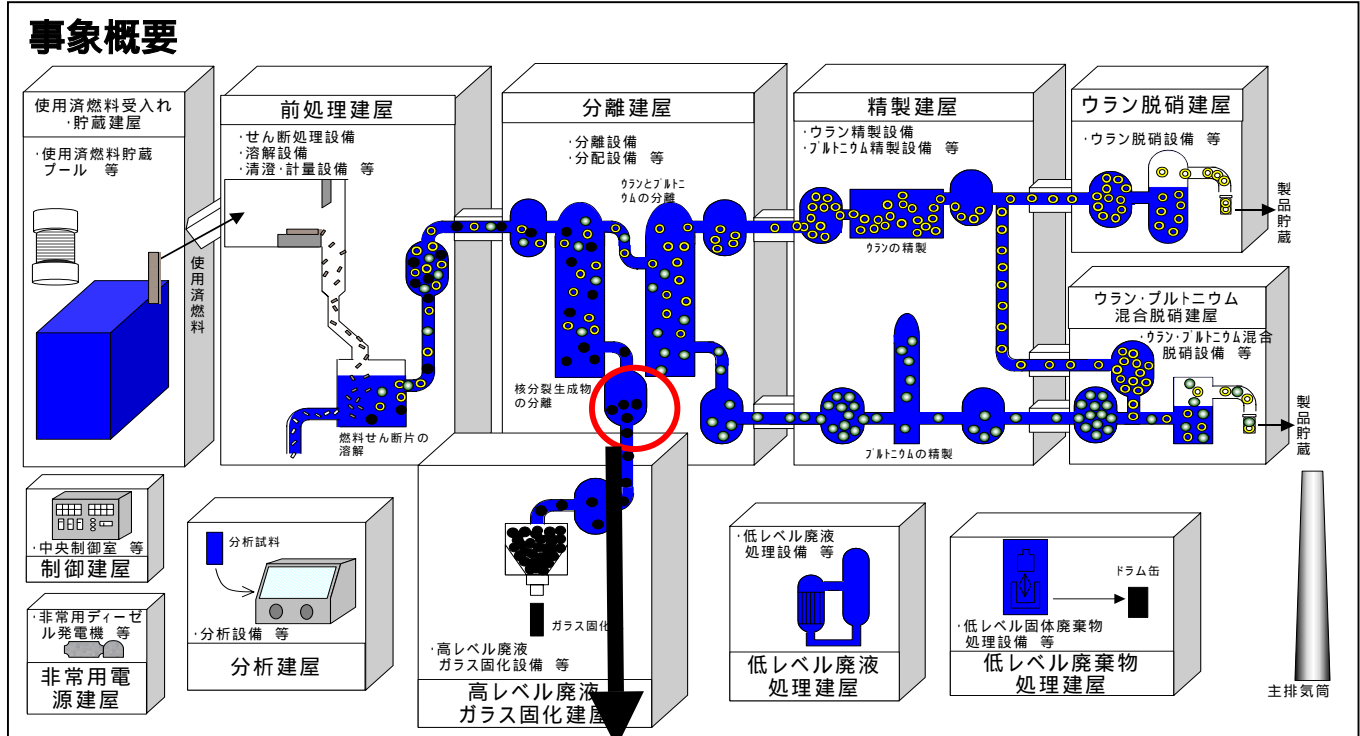 事象概要
使用済燃料受入れ
・貯蔵建屋
・使用済燃料貯蔵
プール 等
使用済燃料
前処理建屋
・せん断処理設備
・溶解設備
・清澄・計量設備 等
燃料せん断片の
溶解
分離建屋
・分離設備
・分配設備 等
ウランとプルトニ
ウムの分離
核分裂生成物
の分離
精製建屋
・ウラン精製設備
・プルトニウム精製設備 等
ウランの精製
プルトニウムの精製
ウラン脱硝建屋
・ウラン脱硝設備 等
製品貯蔵
ウラン・プルトニウム
混合脱硝建屋
・ウラン・プルトニウム混合
脱硝設備 等
製品貯蔵
・中央制御室 等
制御建屋
・非常用ディーゼ
ル発電機 等
非常用電
源建屋
分析試料
・分析設備 等
分析建屋
ガラス固化
・高レベル廃液
ガラス固化設備 等
高レベル廃液
ガラス固化建屋
・低レベル廃液
処理設備 等
低レベル廃液
処理建屋
ドラム缶
・低レベル固体廃棄物
処理設備 等
低レベル廃棄物
処理建屋
主排気筒